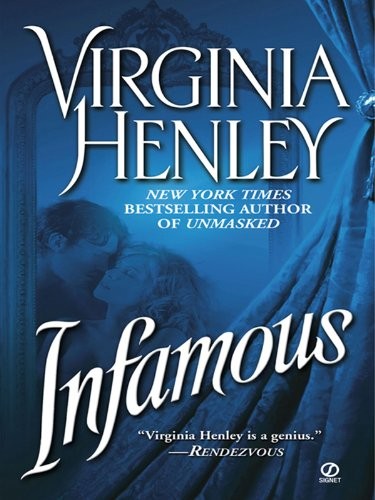 VIRGINIA
HENLEY
NEW YORK TIMES
BESTSELLING AUTHOR
OF UNMASKED
Infamous
"Virginia Henley is a genius."
—RENDEZVOUS
SIGNET